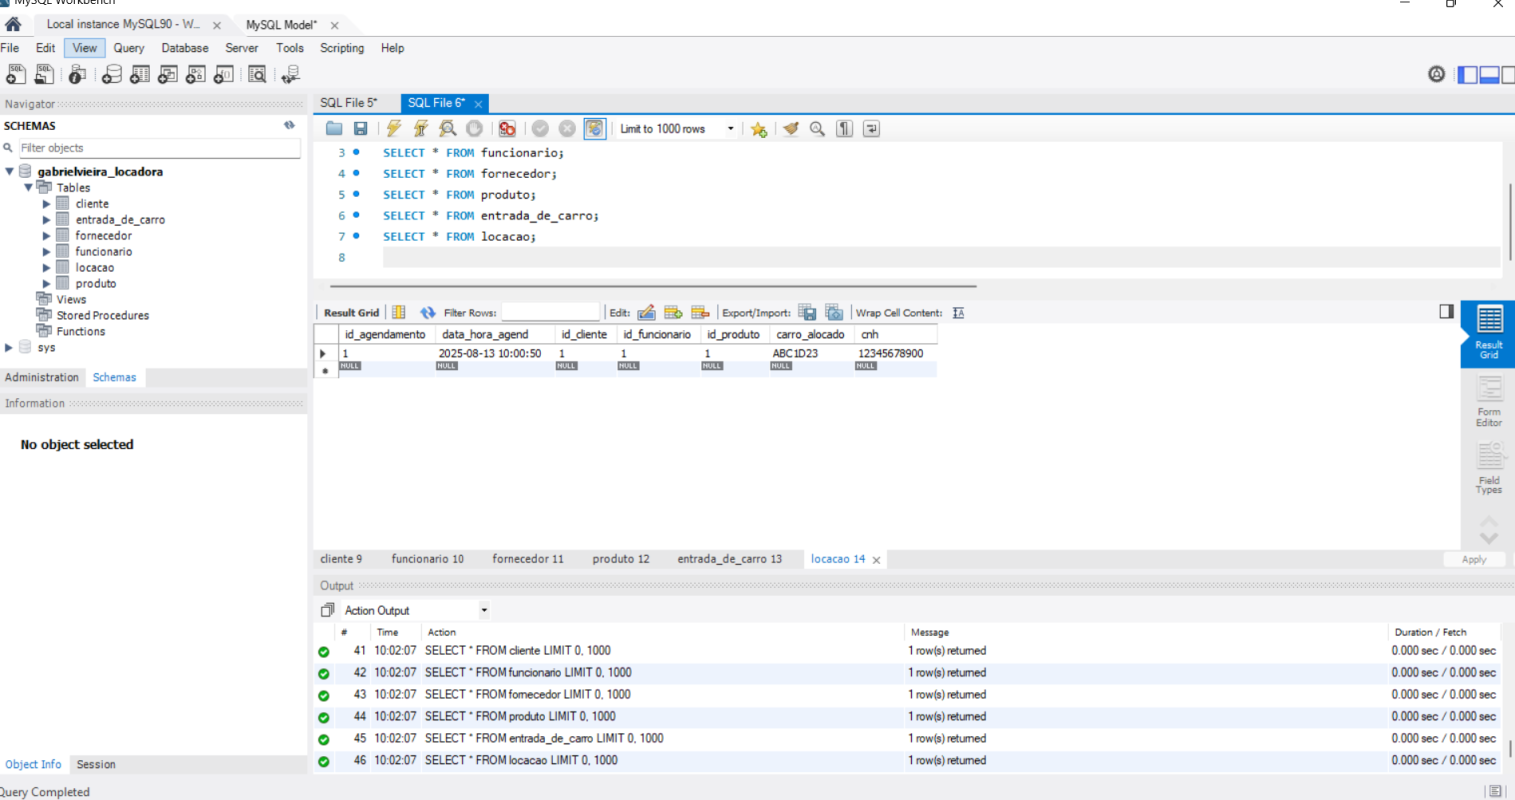 MySQL Workbench
Local instance MySQL90 - W...
MySQL Model*
File Edit View Query Database Server Tools Scripting Help
Navigator
SCHEMAS
Filter objects
gabrielvieira_locadora
Tables
cliente
entrada_de_carro
fornecedor
funcionario
locacao
produto
Views
Stored Procedures
Functions
sys
Administration Schemas
Information
No object selected
Object Info Session
Query Completed
SQL File 5* SQL File 6*
Limit to 1000 rows
3 SELECT * FROM funcionario;
4 SELECT * FROM fornecedor;
5 SELECT * FROM produto;
6 SELECT * FROM entrada_de_carro;
7 SELECT * FROM locacao;
8
Result Grid Filter Rows: Edit: Export/Import: Wrap Cell Content:
id_agendamento data_hora_agend id_cliente id_funcionario id_produto carro_alocado cnh
1 2025-08-13 10:00:50 1 1 1 ABC1D23 12345678900
NULL NULL NULL NULL NULL NULL NULL
Result
Grid
Form
Editor
Field
Types
cliente 9 funcionario 10 fornecedor 11 produto 12 entrada_de_carro 13 locacao 14
Apply
Output
Action Output
# Time Action Message Duration / Fetch
41 10:02:07 SELECT * FROM cliente LIMIT 0, 1000 1 row(s) returned 0.000 sec / 0.000 sec
42 10:02:07 SELECT * FROM funcionario LIMIT 0, 1000 1 row(s) returned 0.000 sec / 0.000 sec
43 10:02:07 SELECT * FROM fornecedor LIMIT 0, 1000 1 row(s) returned 0.000 sec / 0.000 sec
44 10:02:07 SELECT * FROM produto LIMIT 0, 1000 1 row(s) returned 0.000 sec / 0.000 sec
45 10:02:07 SELECT * FROM entrada_de_carro LIMIT 0, 1000 1 row(s) returned 0.000 sec / 0.000 sec
46 10:02:07 SELECT * FROM locacao LIMIT 0, 1000 1 row(s) returned 0.000 sec / 0.000 sec